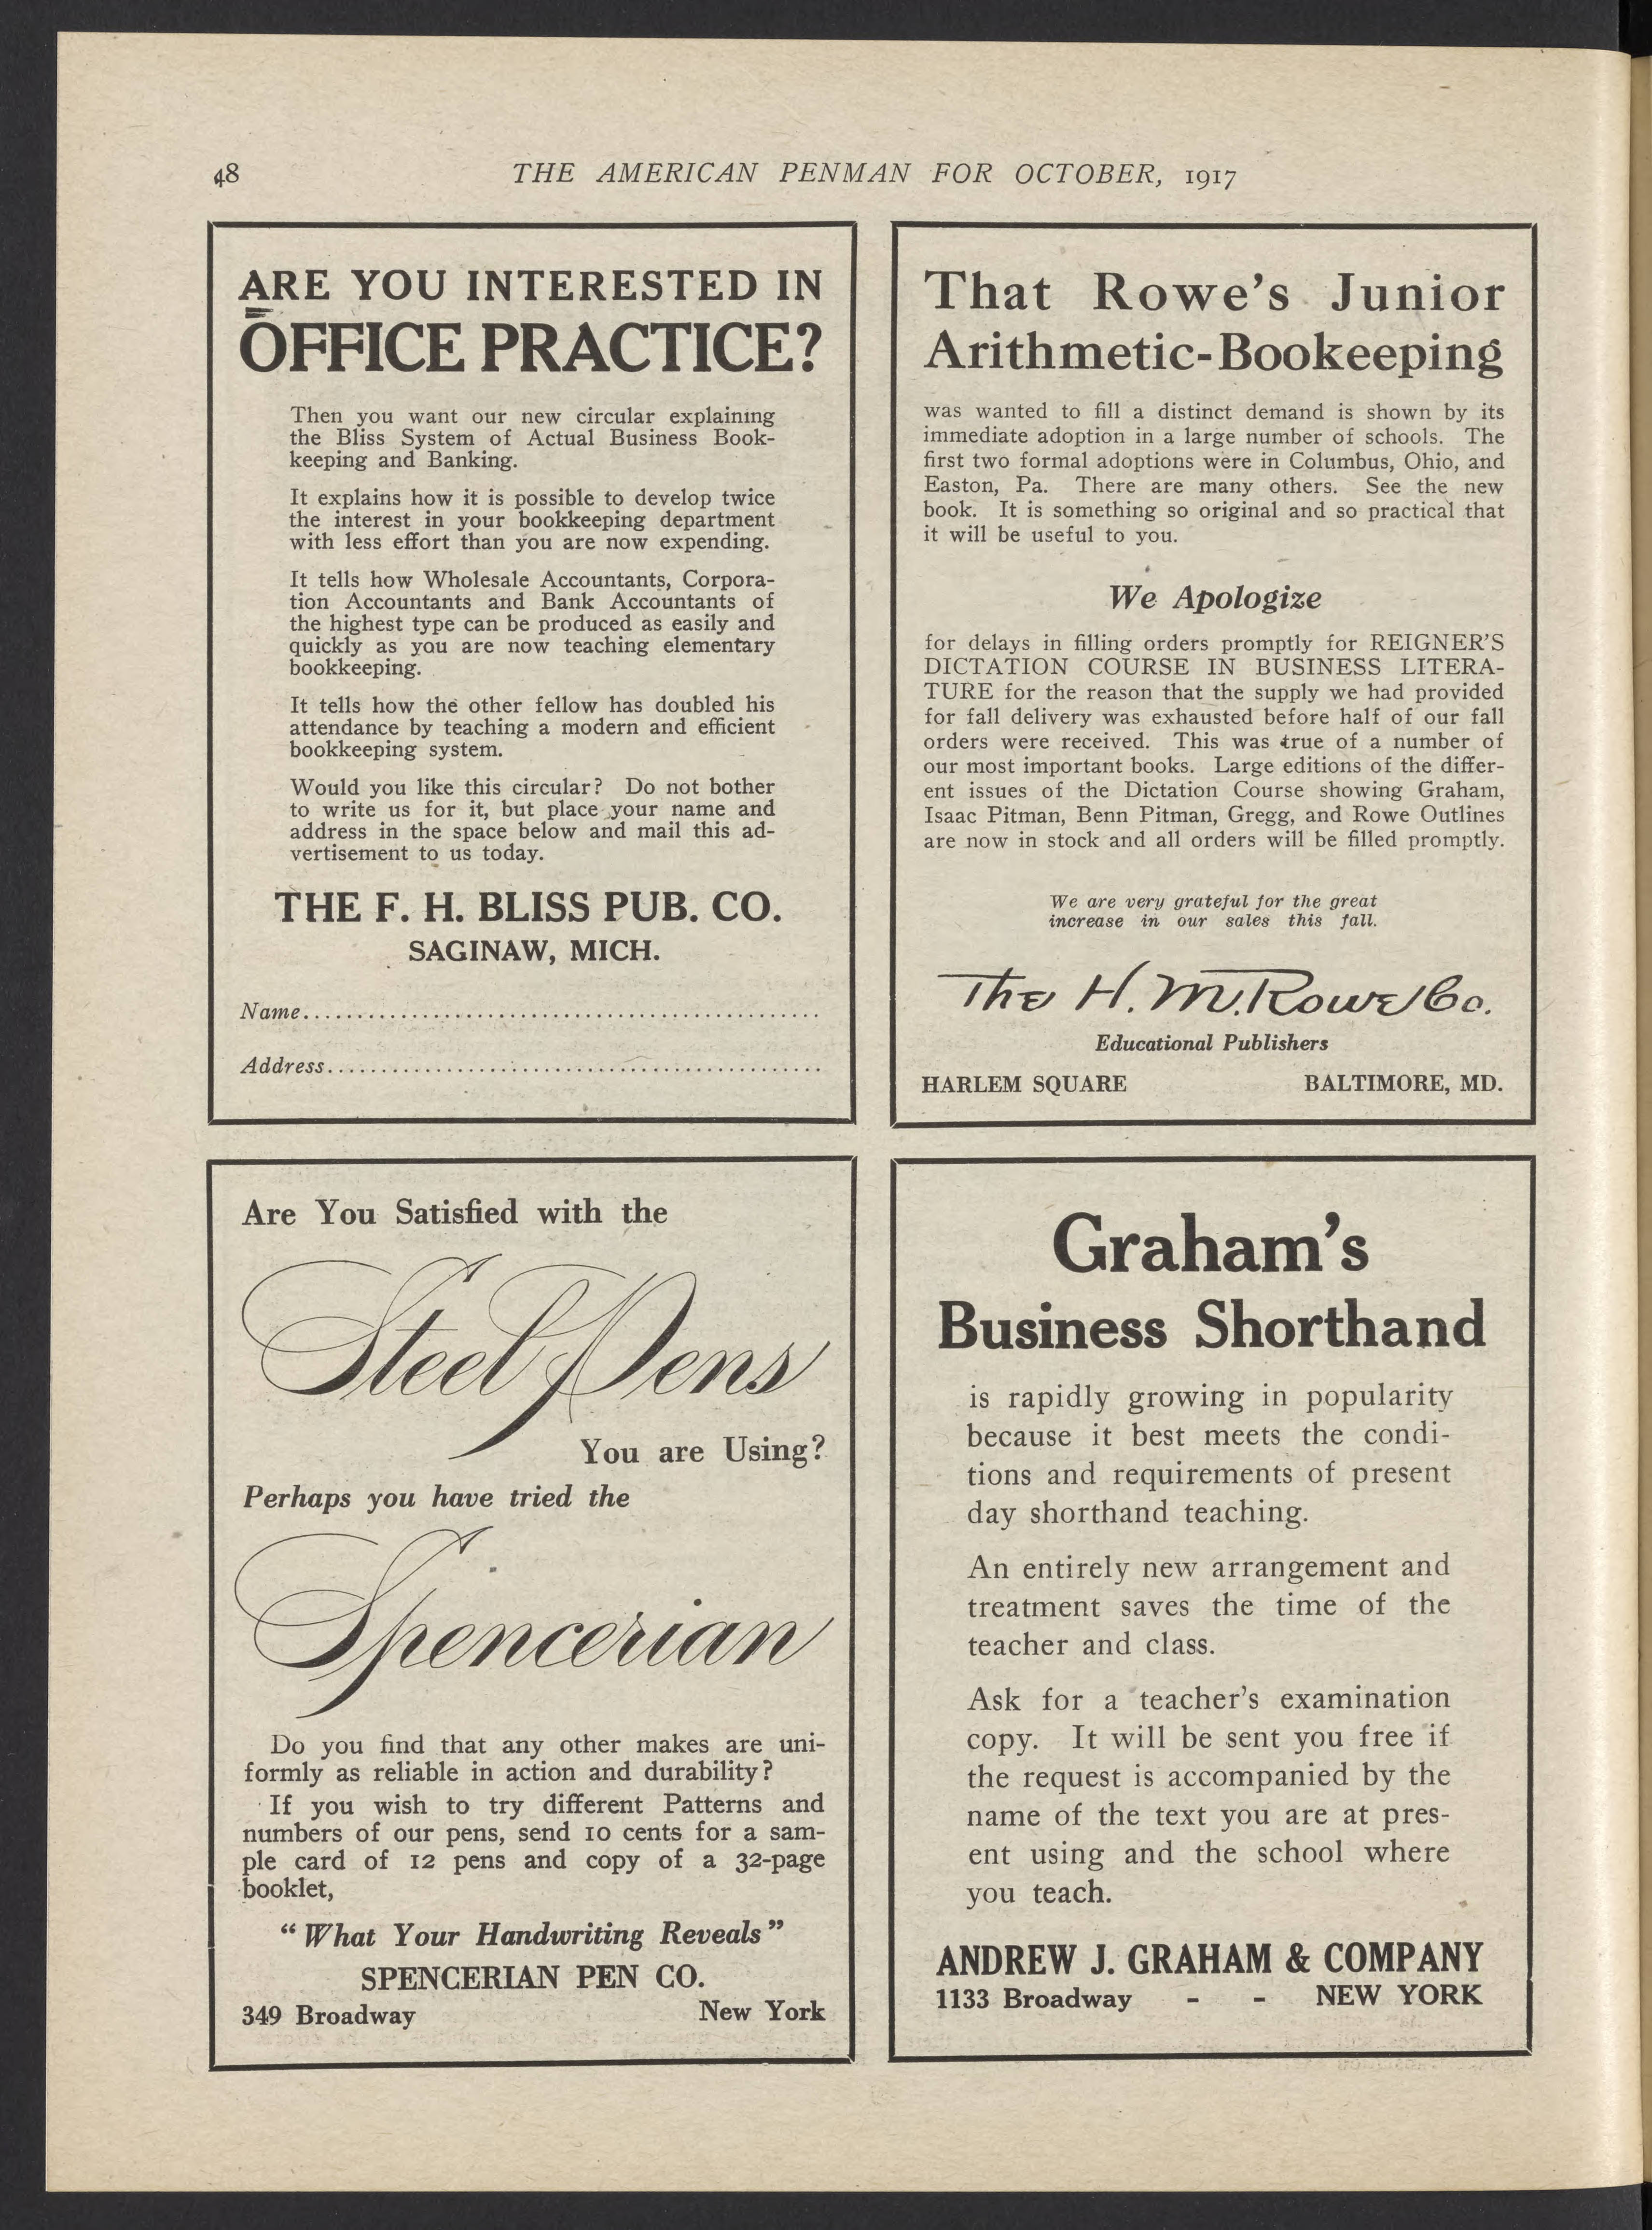 48
THE AMERICAN PENMAN FOR OCTOBER, 1917
ARE YOU INTERESTED IN
OFFICE PRACTICE?
Then you want our new circular explaining
the Bliss System of Actual Business Book-
keeping and Banking.
It explains how it is possible to develop twice
the interest in your bookkeeping department
with less effort than you are now expending.
It tells how Wholesale Accountants, Corpora-
tion Accountants and Bank Accountants of
the highest type can be produced as easily and
quickly as you are now teaching elementary
bookkeeping.
It tells how the other fellow has doubled his
attendance by teaching a modern and efficient
bookkeeping system.
Would you like this circular? Do not bother
to write us for it, but place your name and
address in the space below and mail this ad-
vertisement to us today.
THE F. H. BLISS PUB. CO.
SAGINAW, MICH.
Name................................................
Address..............................................
That Rowe's Junior
Arithmetic-Bookeeping
was wanted to fill a distinct demand is shown by its
immediate adoption in a large number of schools. The
first two formal adoptions were in Columbus, Ohio, and
Easton, Pa. There are many others. See the new
book. It is something so original and so practical that
it will be useful to you.
We Apologize
for delays in filling orders promptly for REIGNER'S
DICTATION COURSE IN BUSINESS LITERA-
TURE for the reason that the supply we had provided
for fall delivery was exhausted before half of our fall
orders were received. This was true of a number of
our most important books. Large editions of the differ-
ent issues of the Dictation Course showing Graham,
Isaac Pitman, Benn Pitman, Gregg, and Rowe Outlines
are now in stock and all orders will be filled promptly.
We are very grateful for the great
increase in our sales this fall.
The H. M. Rowe Co.
Educational Publishers
HARLEM SQUARE BALTIMORE, MD.
Are You Satisfied with the
Steel Pens
You are Using?
Perhaps you have tried the
Spencerian
Do you find that any other makes are uni-
formly as reliable in action and durability?
If you wish to try different Patterns and
numbers of our pens, send 10 cents for a sam-
ple card of 12 pens and copy of a 32-page
booklet,
"What Your Handwriting Reveals"
SPENCERIAN PEN CO.
349 Broadway New York
Graham's
Business Shorthand
is rapidly growing in popularity
because it best meets the condi-
tions and requirements of present
day shorthand teaching.
An entirely new arrangement and
treatment saves the time of the
teacher and class.
Ask for a teacher's examination
copy. It will be sent you free if
the request is accompanied by the
name of the text you are at pres-
ent using and the school where
you teach.
ANDREW J. GRAHAM & COMPANY
1133 Broadway - - NEW YORK